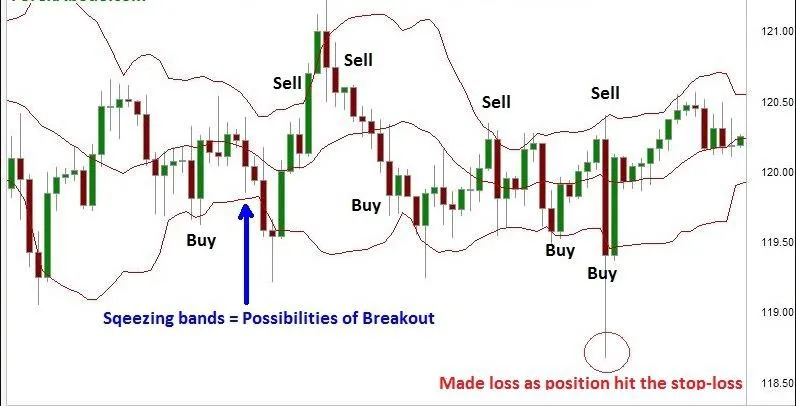 121.00
Sell
Sell
120.50
Sell
Sell
120.00
Buy
Buy
119.50
Buy
Buy
119.00
Sqeezing bands = Possibilities of Breakout
118.50
Made loss as position hit the stop-loss